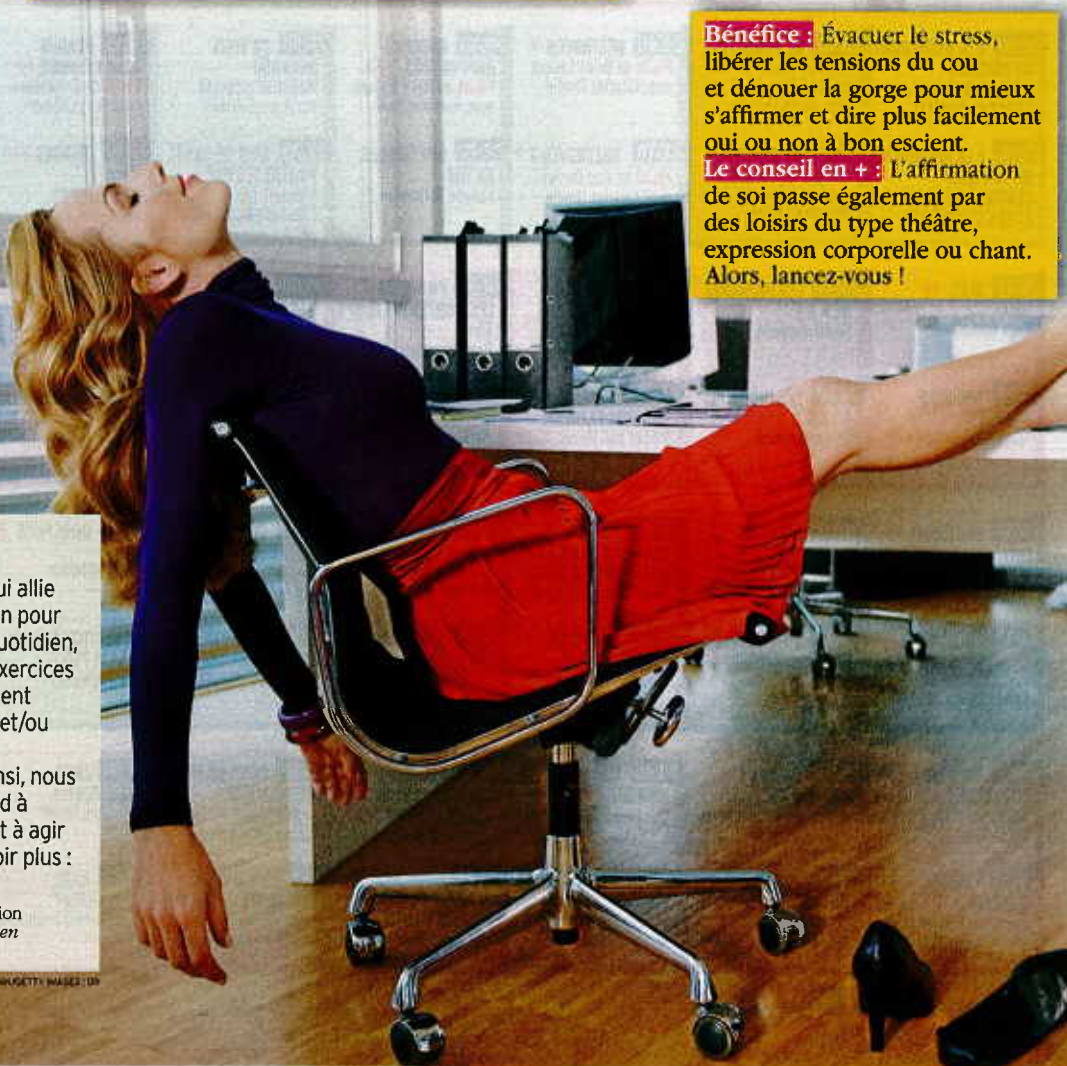 Bénéfice : Évacuer le stress,
libérer les tensions du cou
et dénouer la gorge pour mieux
s'affirmer et dire plus facilement
oui ou non à bon escient.
Le conseil en + : L'affirmation
de soi passe également par
des loisirs du type théâtre,
expression corporelle ou chant.
Alors, lancez-vous !
ui allie
n pour
uotidien,
xercices
ent
et/ou
nsi, nous
d à
t à agir
oir plus :
ion
en
GETTY IMAGES